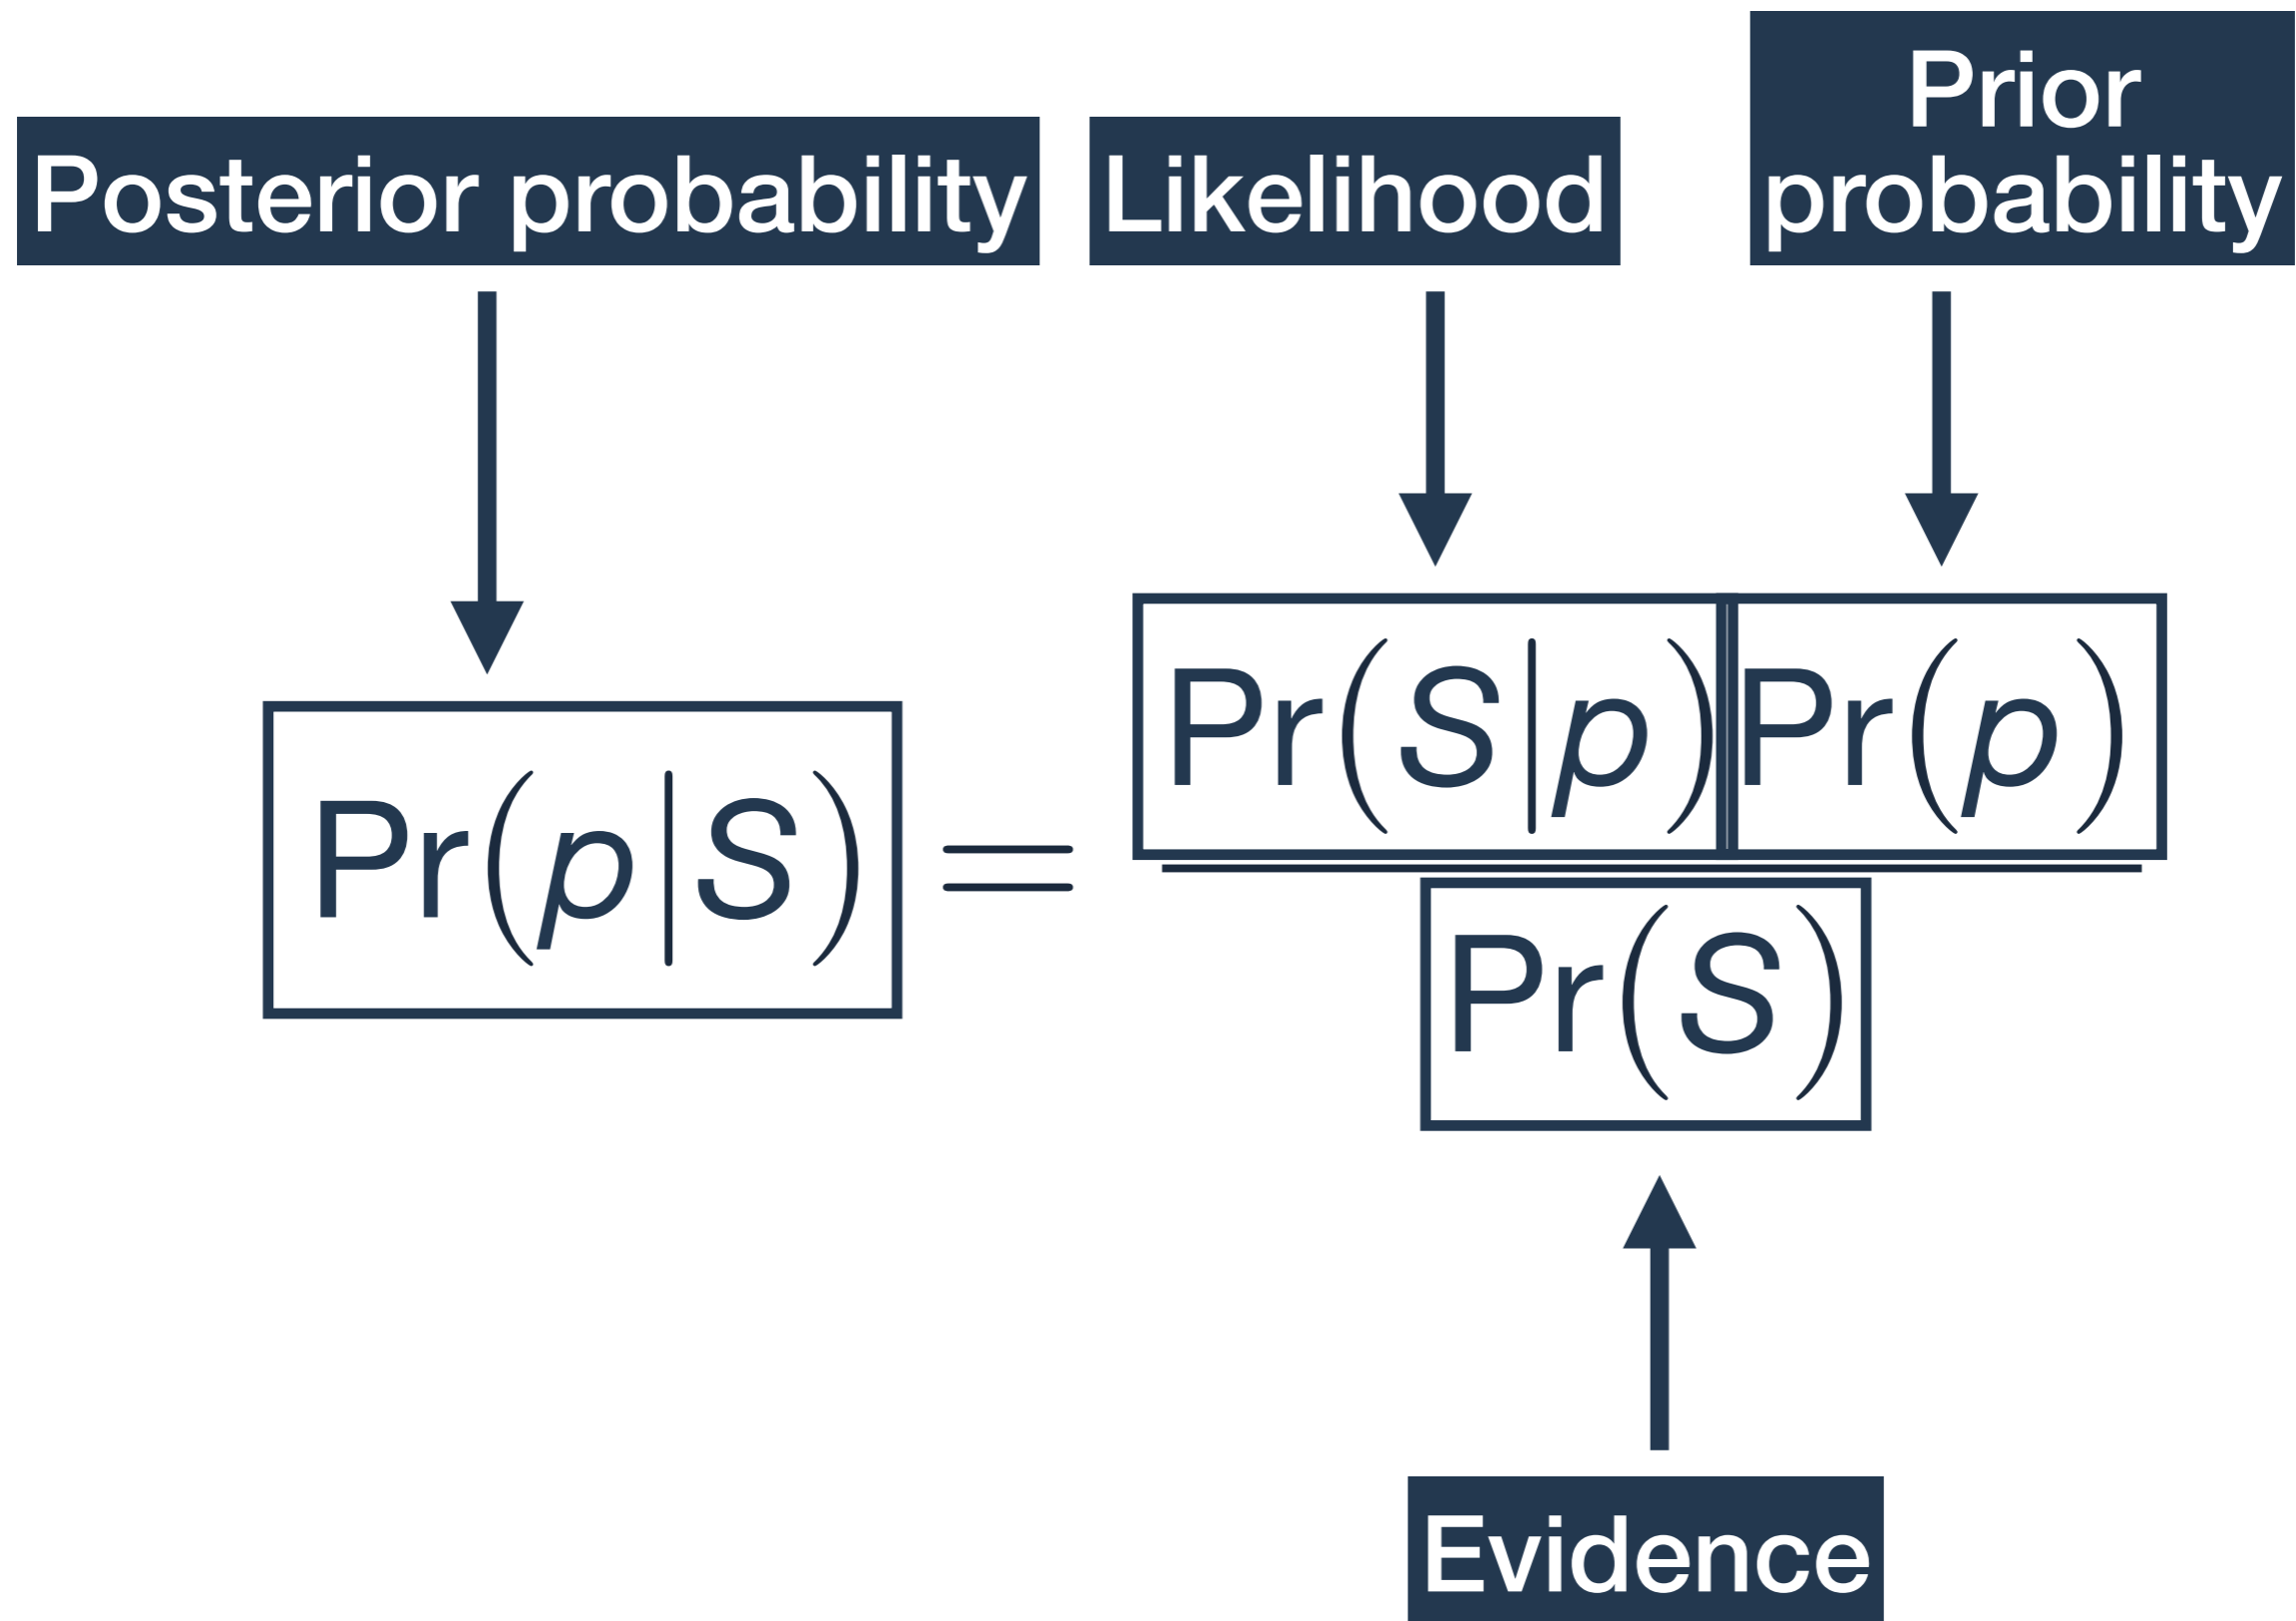 Prior
Posterior probability
Likelihood
probability
Pr(p|S) = Pr(S|p) Pr(p)
Pr(S)
Evidence